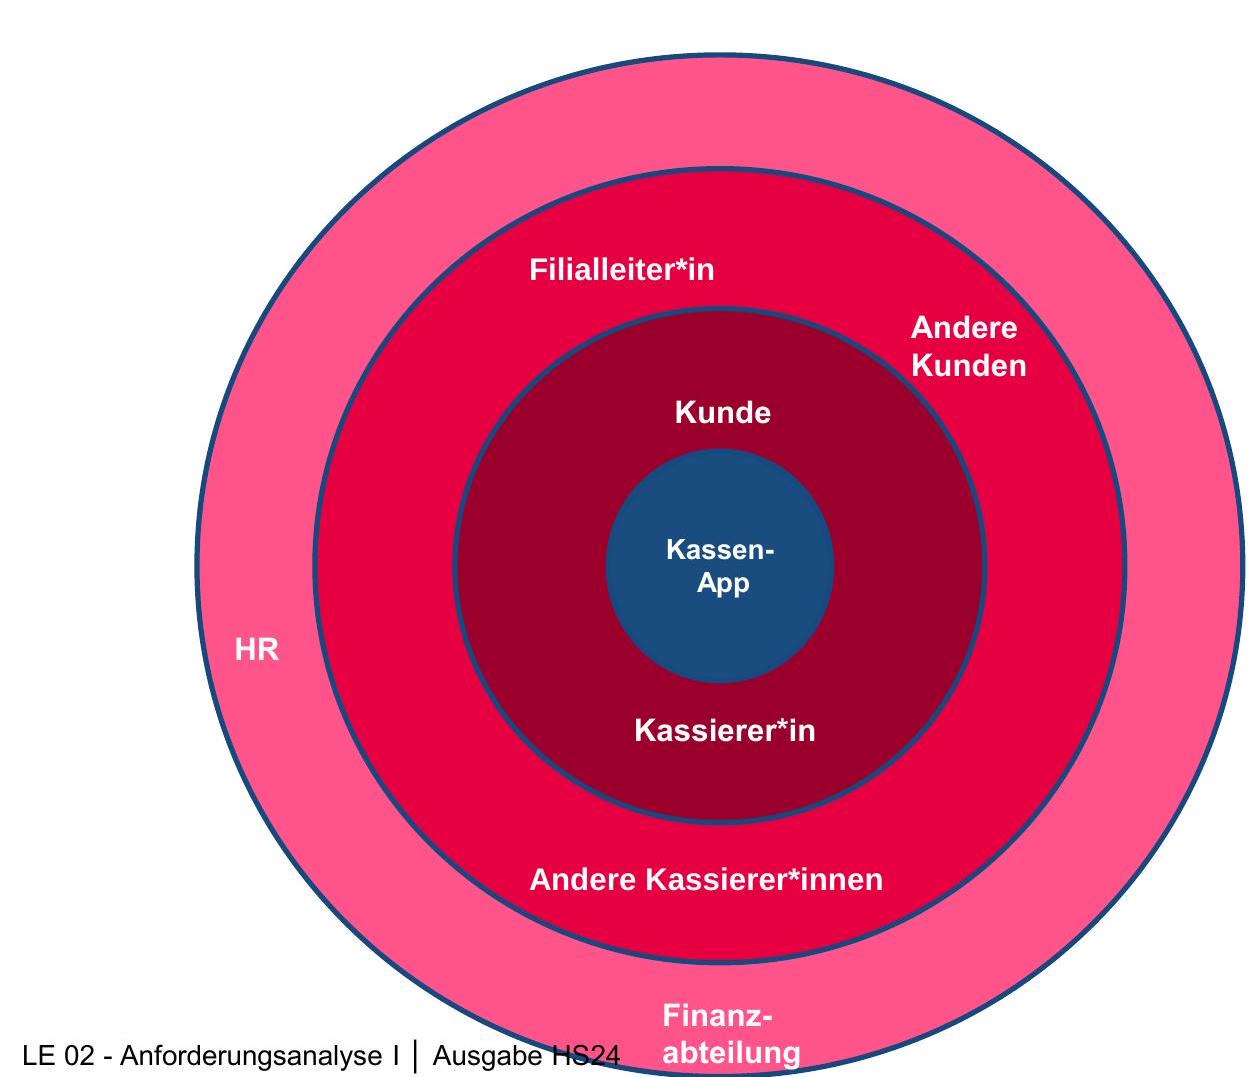 Filialleiter*in
Andere
Kunden
Kunde
Kassen-
App
HR
Kassierer*in
Andere Kassierer*innen
Finanz-
abteilung
LE 02 - Anforderungsanalyse I │ Ausgabe HS24